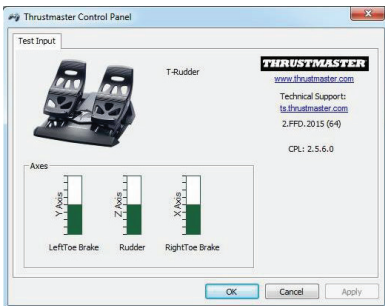 Thrustmaster Control Panel
Test Input
T-Rudder
THRUSTMASTER
www.thrustmaster.com
Technical Support:
ts.thrustmaster.com
2.FFD.2015 (64)
CPL: 2.5.6.0
Axes
Y Axis
Z Axis
X Axis
LeftToe Brake
Rudder
RightToe Brake
OK
Cancel
Apply